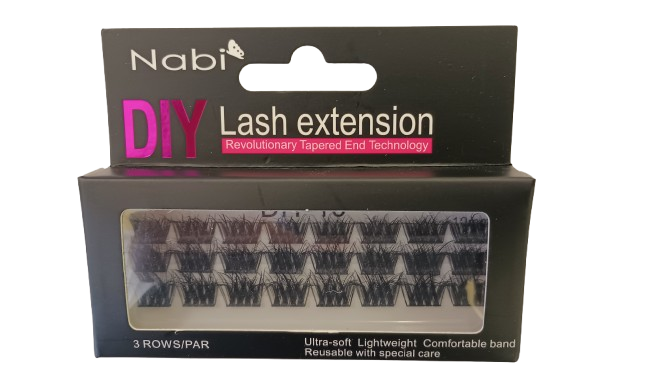 Nabi
DIY
Lash extension
Revolutionary Tapered End Technology
3 ROWS/PAR
Ultra-soft Lightweight Comfortable band
Reusable with special care